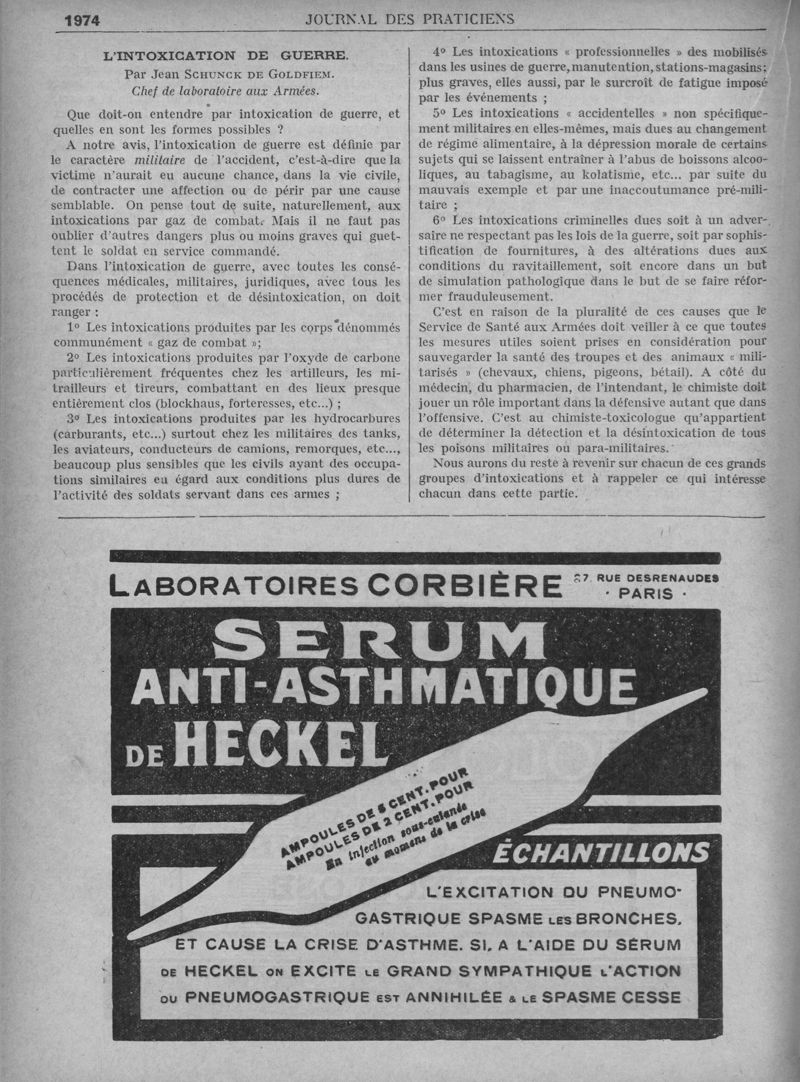 1974
JOURNAL DES PRATICIENS
L'INTOXICATION DE GUERRE.
Par Jean SCHUNCK DE GOLDFIEM.
Chef de laboratoire aux Armées.
Que doit-on entendre par intoxication de guerre, et
quelles en sont les formes possibles ?
A notre avis, l'intoxication de guerre est définie par
le caractère militaire de l'accident, c'est-à-dire que la
victime n'aurait eu aucune chance, dans la vie civile,
de contracter une affection ou de périr par une cause
semblable. On pense tout de suite, naturellement, aux
intoxications par gaz de combat. Mais il ne faut pas
oublier d'autres dangers plus ou moins graves qui guet-
tent le soldat en service commandé.
Dans l'intoxication de guerre, avec toutes les consé-
quences médicales, militaires, juridiques, avec tous les
procédés de protection et de désintoxication, on doit
ranger :
1º Les intoxications produites par les corps dénommés
communément « gaz de combat »;
2º Les intoxications produites par l'oxyde de carbone
particulièrement fréquentes chez les artilleurs, les mi-
trailleurs et tireurs, combattant en des lieux presque
entièrement clos (blockhaus, forteresses, etc...) ;
3º Les intoxications produites par les hydrocarbures
(carburants, etc...) surtout chez les militaires des tanks,
les aviateurs, conducteurs de camions, remorques, etc...,
beaucoup plus sensibles que les civils ayant des occupa-
tions similaires eu égard aux conditions plus dures de
l'activité des soldats servant dans ces armes ;
4º Les intoxications « professionnelles » des mobilisés
dans les usines de guerre, manutention, stations-magasins;
plus graves, elles aussi, par le surcroît de fatigue imposé
par les événements ;
5º Les intoxications « accidentelles » non spécifique-
ment militaires en elles-mêmes, mais dues au changement
de régime alimentaire, à la dépression morale de certains
sujets qui se laissent entraîner à l'abus de boissons alcoo-
liques, au tabagisme, au kolatisme, etc... par suite du
mauvais exemple et par une inaccoutumance pré-mili-
taire ;
6º Les intoxications criminelles dues soit à un adver-
saire ne respectant pas les lois de la guerre, soit par sophis-
tification de fournitures, à des altérations dues aux
conditions du ravitaillement, soit encore dans un but
de simulation pathologique dans le but de se faire réfor-
mer frauduleusement.
C'est en raison de la pluralité de ces causes que le
Service de Santé aux Armées doit veiller à ce que toutes
les mesures utiles soient prises en considération pour
sauvegarder la santé des troupes et des animaux « mili-
tarisés » (chevaux, chiens, pigeons, bétail). A côté du
médecin, du pharmacien, de l'intendant, le chimiste doit
jouer un rôle important dans la défensive autant que dans
l'offensive. C'est au chimiste-toxicologue qu'appartient
de déterminer la détection et la désintoxication de tous
les poisons militaires ou para-militaires.
Nous aurons du reste à revenir sur chacun de ces grands
groupes d'intoxications et à rappeler ce qui intéresse
chacun dans cette partie.
LABORATOIRES CORBIÈRE
27, RUE DESRENAUDES
· PARIS ·
SERUM
ANTI-ASTHMATIQUE
DE HECKEL
AMPOULES DE 5 CENT. POUR
AMPOULES DE 2 CENT. POUR
En injection sous-cutanée
au moment de la crise
ÉCHANTILLONS
L'EXCITATION DU PNEUMO-
GASTRIQUE SPASME LES BRONCHES,
ET CAUSE LA CRISE D'ASTHME. SI, A L'AIDE DU SÉRUM
DE HECKEL ON EXCITE LE GRAND SYMPATHIQUE L'ACTION
DU PNEUMOGASTRIQUE EST ANNIHILÉE & LE SPASME CESSE